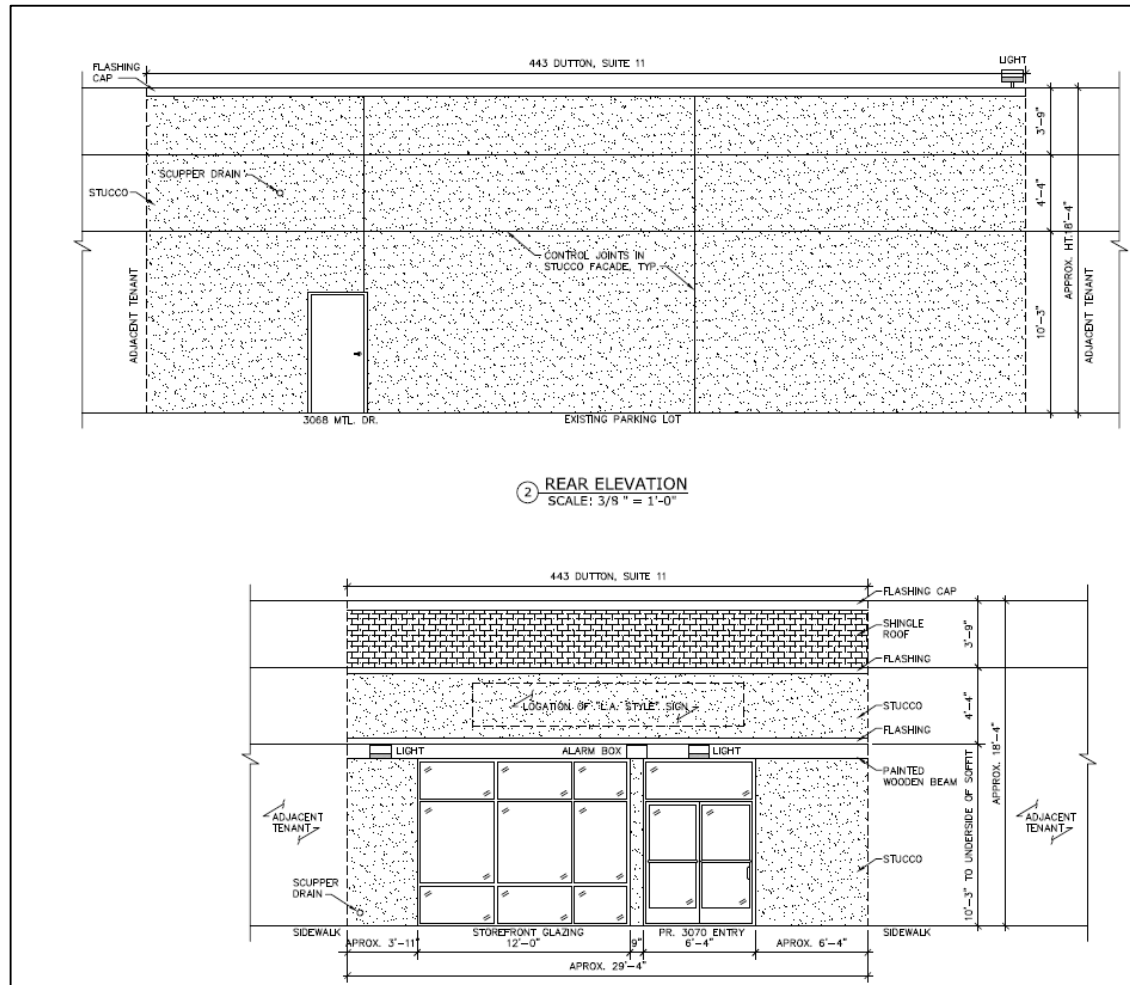 443 DUTTON, SUITE 11
LIGHT
FLASHING
CAP
3'-9"
SCUPPER DRAIN
STUCCO
4'-4"
APPROX. HT. 18'-4"
CONTROL JOINTS IN
STUCCO FACADE, TYP.
ADJACENT TENANT
10'-3"
ADJACENT TENANT
3068 MTL. DR.
EXISTING PARKING LOT
2
REAR ELEVATION
SCALE: 3/8 " = 1'-0"
443 DUTTON, SUITE 11
FLASHING CAP
SHINGLE
ROOF
3'-9"
FLASHING
LOCATION OF "L.A. STYLE" SIGN
STUCCO
4'-4"
FLASHING
LIGHT
ALARM BOX
LIGHT
PAINTED
WOODEN BEAM
10'-3" TO UNDERSIDE OF SOFFIT
APPROX. 18'-4"
ADJACENT
TENANT
ADJACENT
TENANT
STUCCO
SCUPPER
DRAIN
SIDEWALK
STOREFRONT GLAZING
PR. 3070 ENTRY
SIDEWALK
APROX. 3'-11"
12'-0"
9"
6'-4"
APROX. 6'-4"
APROX. 29'-4"